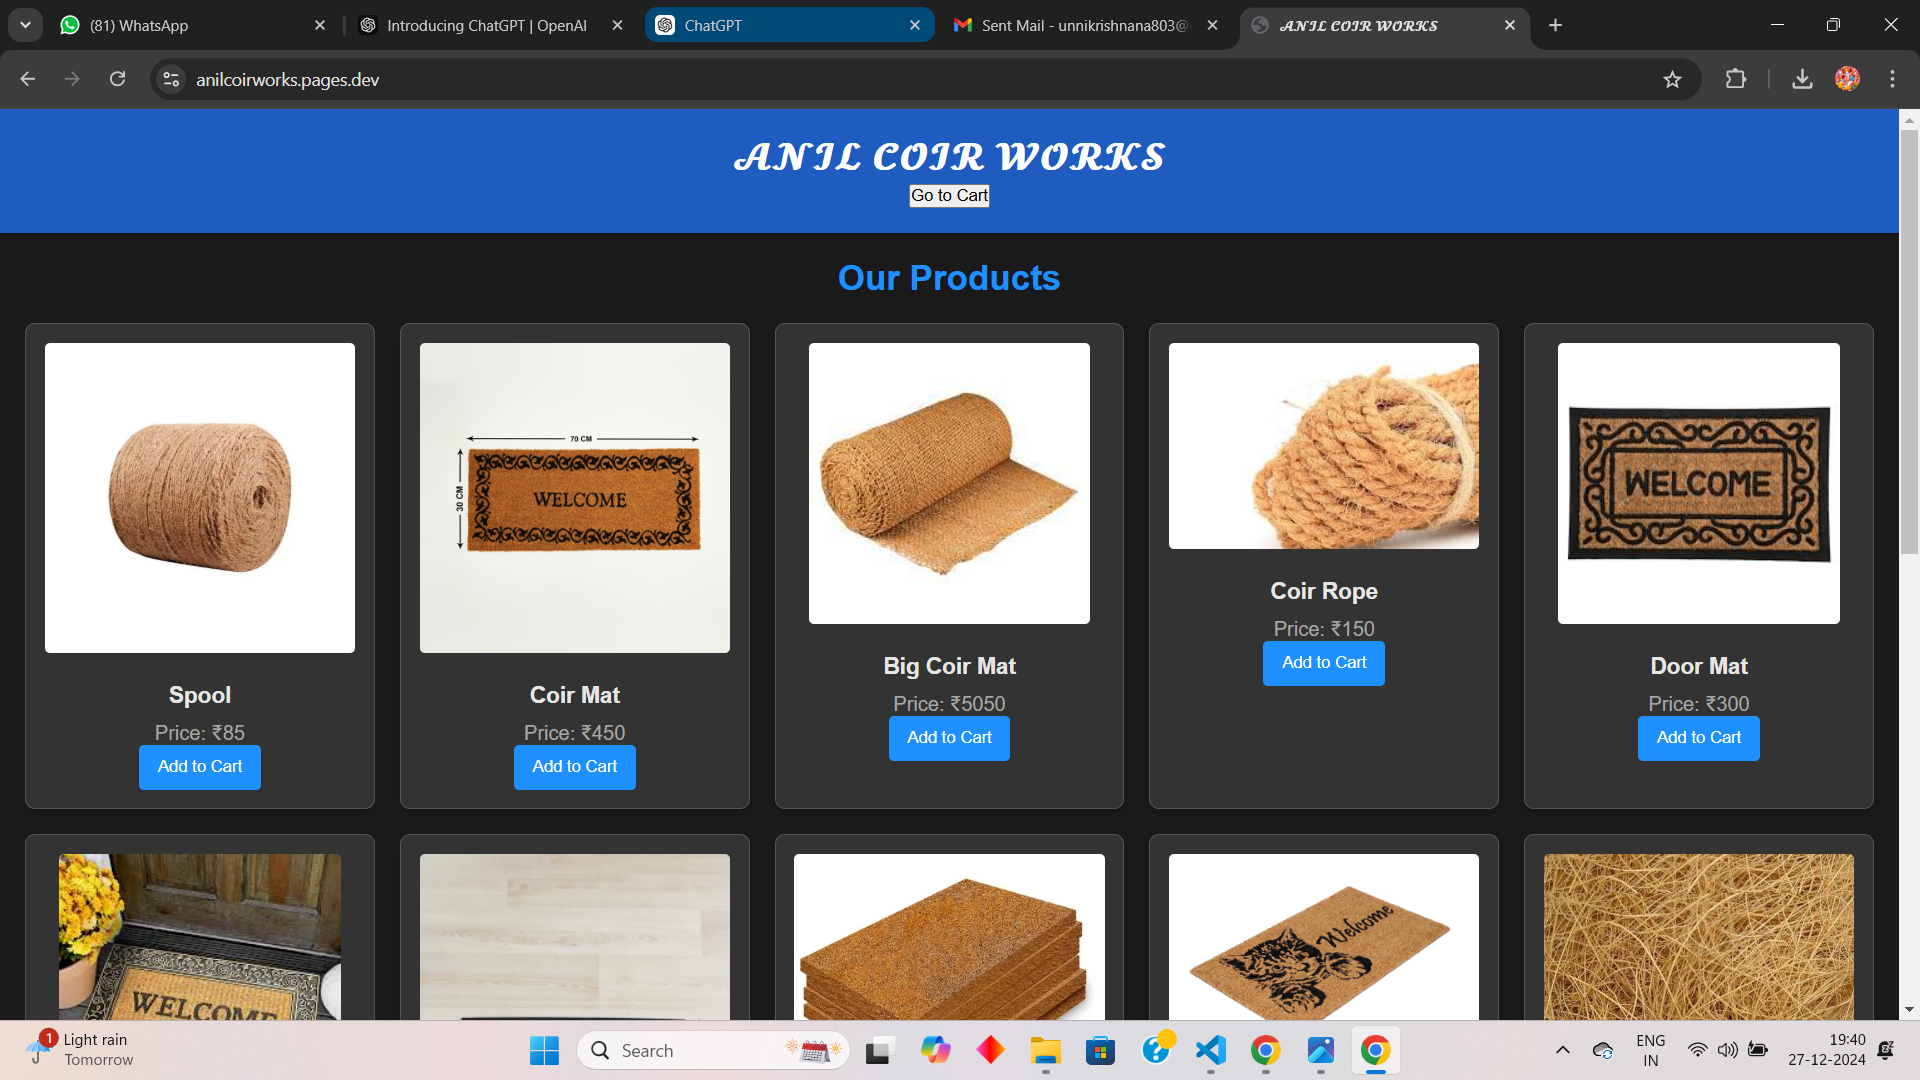 (81) WhatsApp
Introducing ChatGPT | OpenAI
ChatGPT
Sent Mail - unnikrishnana803@
ANIL COIR WORKS
anilcoirworks.pages.dev
ANIL COIR WORKS
Go to Cart
Our Products
70 CM
30 CM
WELCOME
WELCOME
Spool
Price: ₹85
Add to Cart
Coir Mat
Price: ₹450
Add to Cart
Big Coir Mat
Price: ₹5050
Add to Cart
Coir Rope
Price: ₹150
Add to Cart
Door Mat
Price: ₹300
Add to Cart
WELCOME
Welcome
1
Light rain
Tomorrow
Search
ENG
IN
19:40
27-12-2024